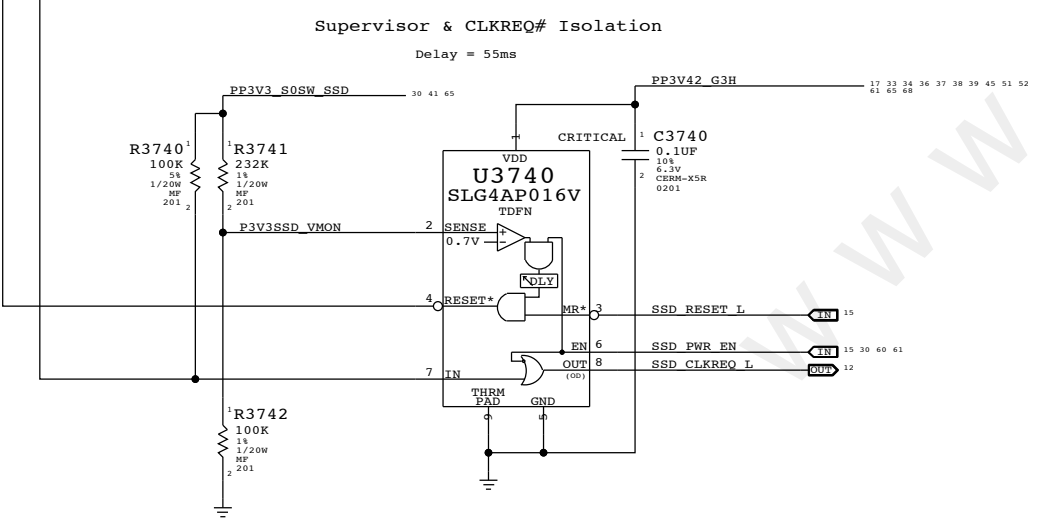 Supervisor & CLKREQ# Isolation
Delay = 55ms
PP3V3_S0SW_SSD
30 41 65
PP3V42_G3H
17 33 34 36 37 38 39 45 51 52
61 65 68
R3740
1
100K
5%
1/20W
MF
201
2
1
R3741
232K
1%
1/20W
MF
201
2
CRITICAL
1
C3740
0.1UF
10%
6.3V
CERM-X5R
0201
2
1
VDD
U3740
SLG4AP016V
TDFN
P3V3SSD_VMON
2
SENSE
0.7V
+
-
DLY
4
RESET*
MR*
3
SSD_RESET_L
IN
15
EN
6
SSD_PWR_EN
IN
15 30 60 61
7
IN
OUT
(OD)
8
SSD_CLKREQ_L
OUT
12
THRM
PAD
GND
9
5
1
R3742
100K
1%
1/20W
MF
201
2
W W W